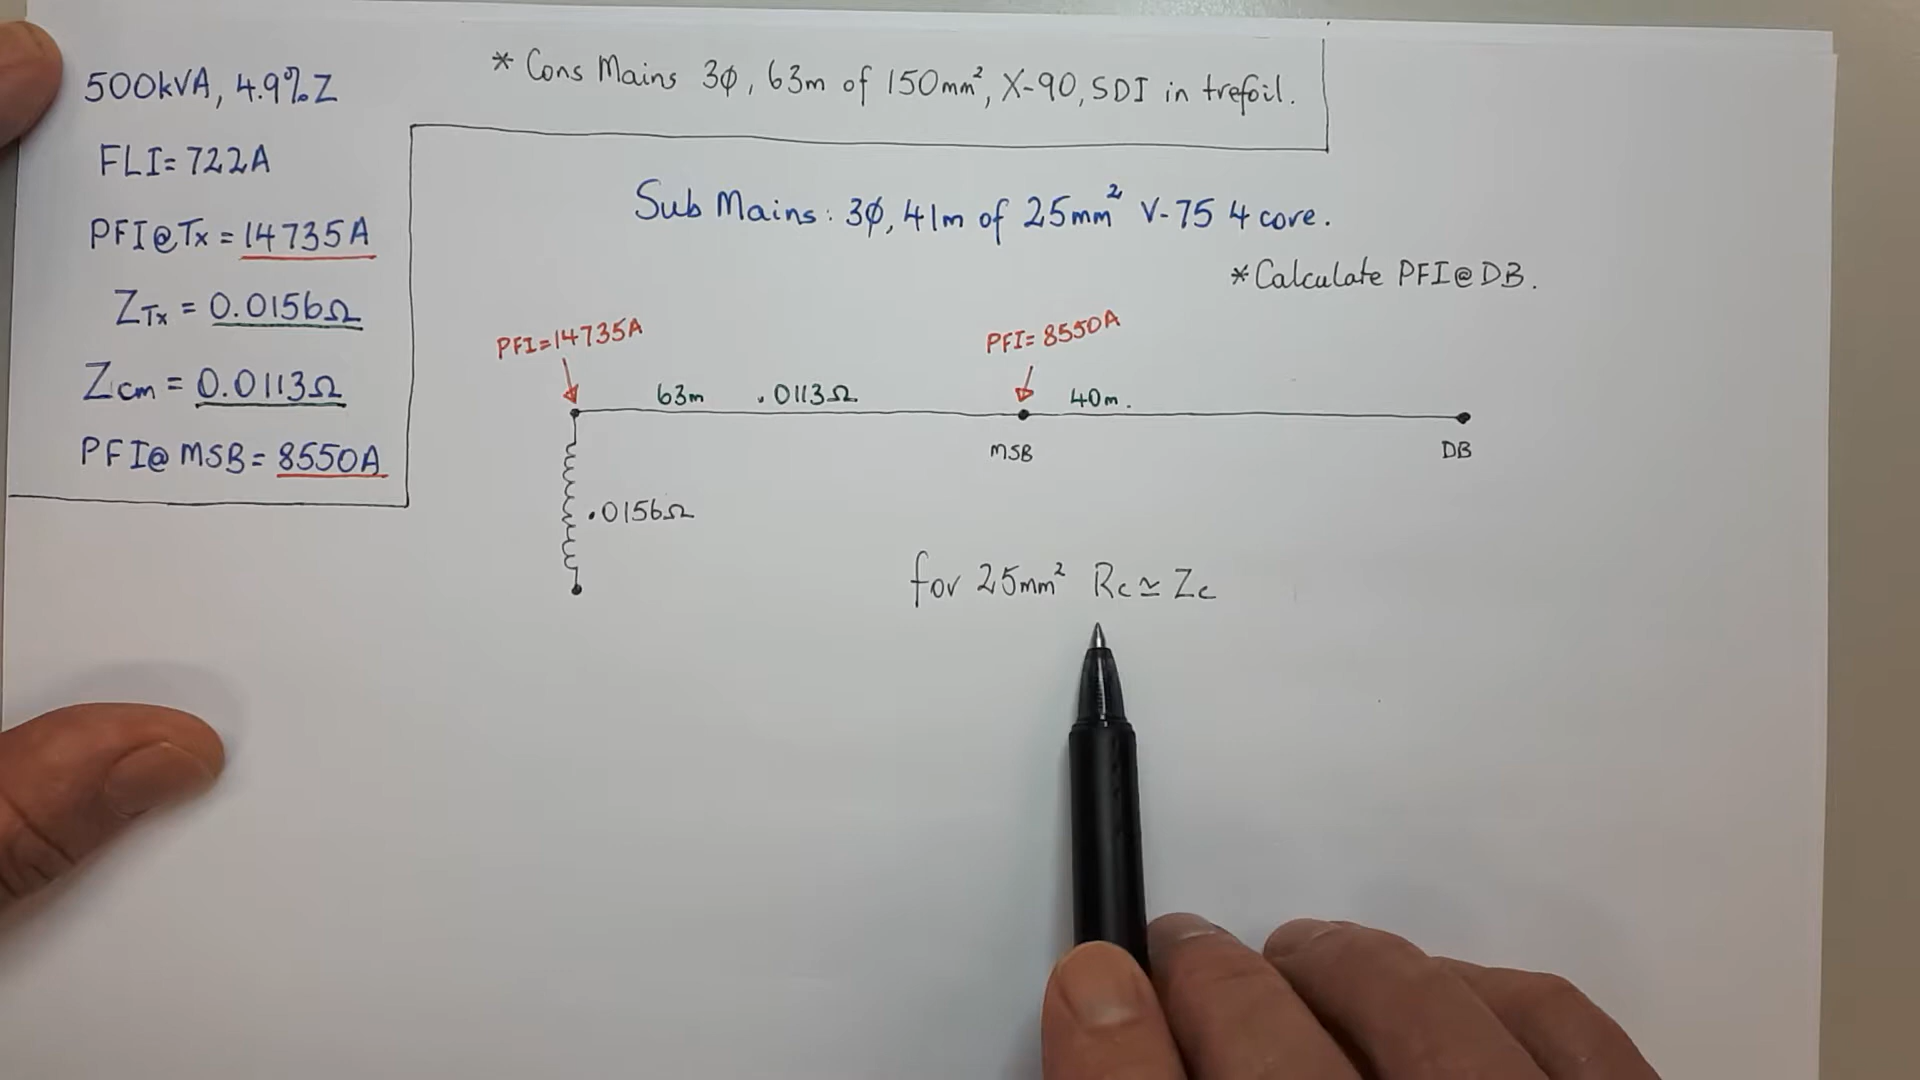 500kVA, 4.9% Z
FLI= 722A
PFI@Tx = 14735A
ZTx = 0.0156Ω
Zcm = 0.0113Ω
PFI@ MSB = 8550A
* Cons Mains 3ϕ, 63m of 150mm², X-90, SDI in trefoil.
Sub Mains: 3ϕ, 41m of 25mm² V-75 4 core.
*Calculate PFI@DB.
PFI=14735A
PFI= 8550A
63m .0113Ω
40m.
MSB
DB
.0156Ω
for 25mm² Rc ≃ Zc